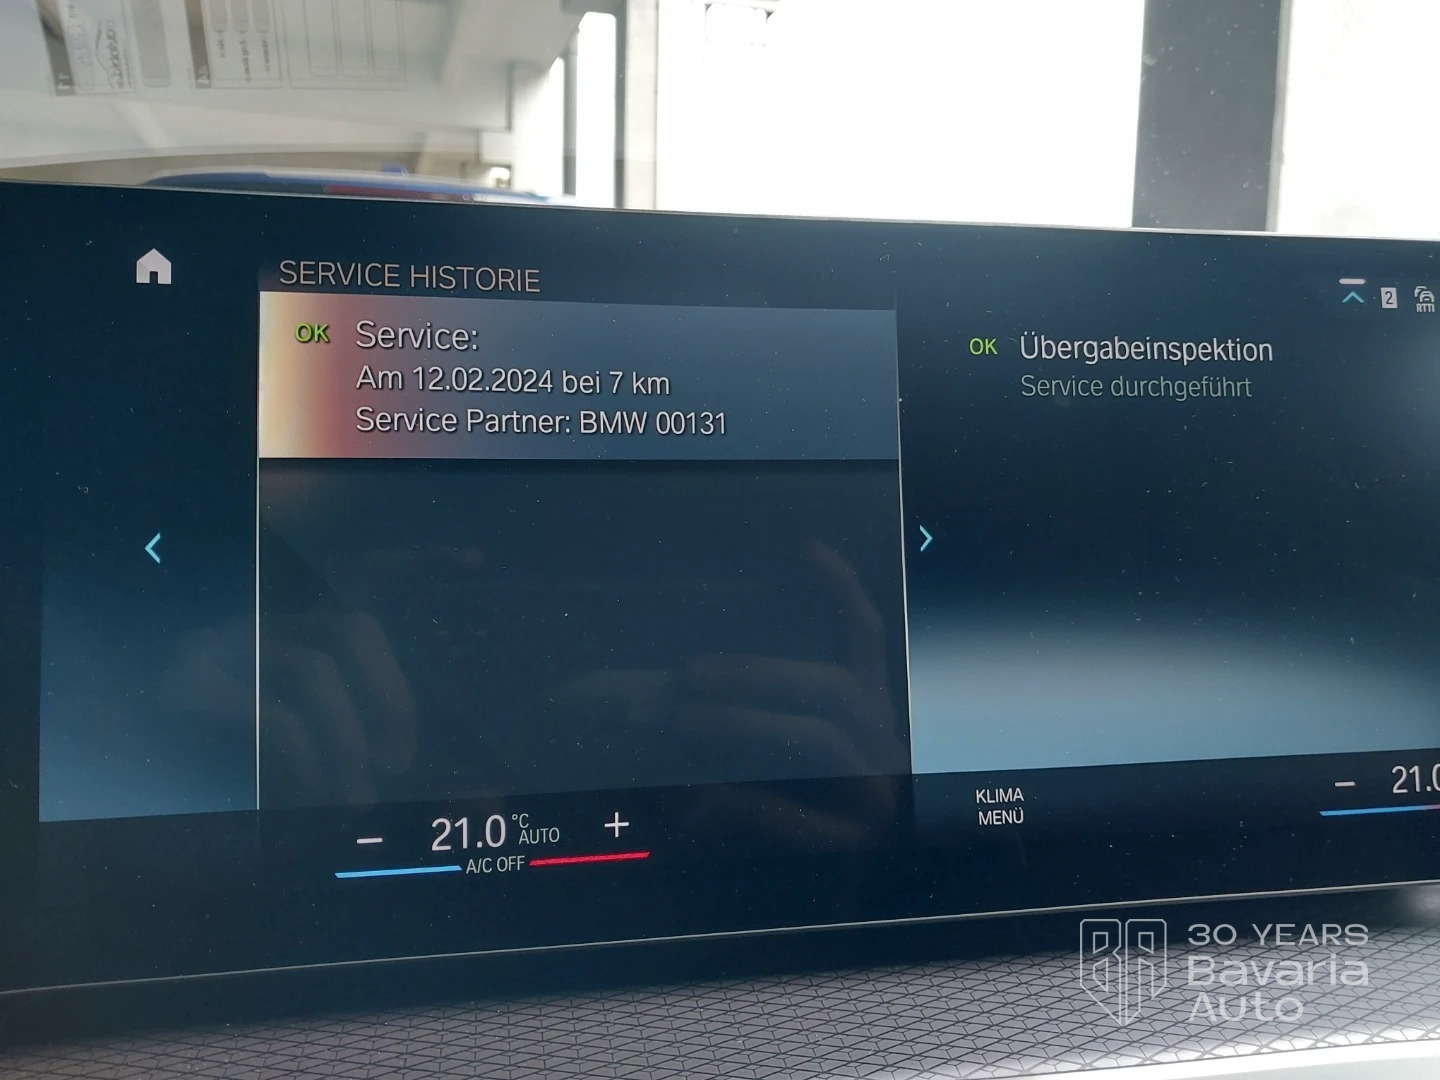 SERVICE HISTORIE
OK Service:
Am 12.02.2024 bei 7 km
Service Partner: BMW 00131
2 RTTI
OK Übergabeinspektion
Service durchgeführt
− 21.0 °C AUTO +
A/C OFF
KLIMA
MENÜ
− 21.0
BA
30 YEARS
Bavaria
Auto